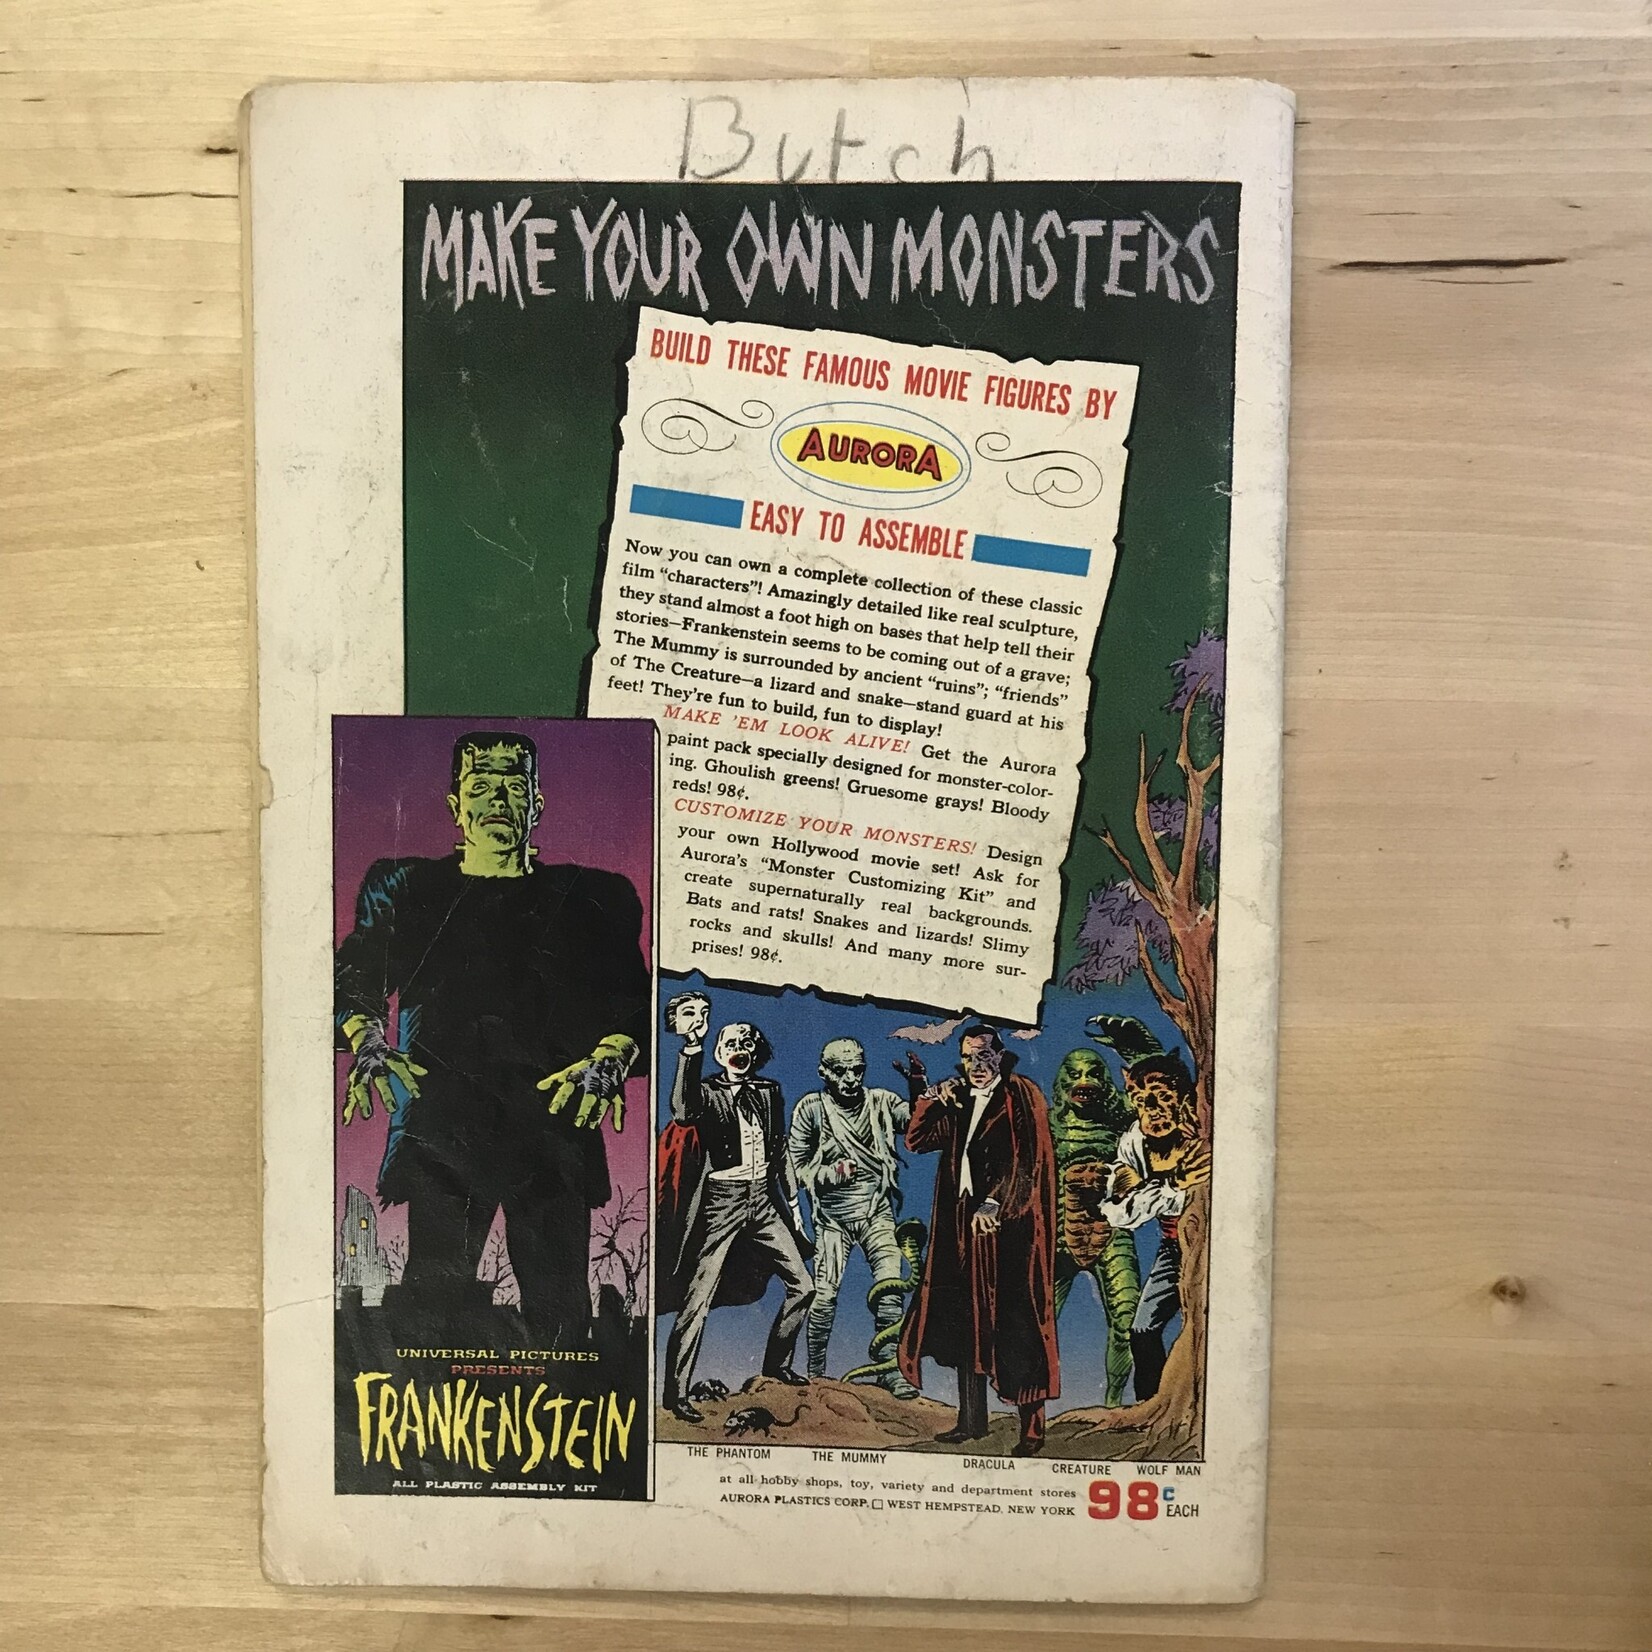 Butch
MAKE YOUR OWN MONSTERS
BUILD THESE FAMOUS MOVIE FIGURES BY
AURORA
EASY TO ASSEMBLE
Now you can own a complete collection of these classic
film “characters”! Amazingly detailed like real sculpture,
they stand almost a foot high on bases that help tell their
stories—Frankenstein seems to be coming out of a grave;
The Mummy is surrounded by ancient “ruins”; “friends”
of The Creature—a lizard and snake—stand guard at his
feet! They’re fun to build, fun to display!
MAKE ’EM LOOK ALIVE! Get the Aurora
paint pack specially designed for monster-color-
ing. Ghoulish greens! Gruesome grays! Bloody
reds! 98¢.
CUSTOMIZE YOUR MONSTERS! Design
your own Hollywood movie set! Ask for
Aurora’s “Monster Customizing Kit” and
create supernaturally real backgrounds.
Bats and rats! Snakes and lizards! Slimy
rocks and skulls! And many more sur-
prises! 98¢.
UNIVERSAL PICTURES
PRESENTS
FRANKENSTEIN
ALL PLASTIC ASSEMBLY KIT
THE PHANTOM THE MUMMY DRACULA CREATURE WOLF MAN
at all hobby shops, toy, variety and department stores
AURORA PLASTICS CORP. □ WEST HEMPSTEAD, NEW YORK
98c EACH